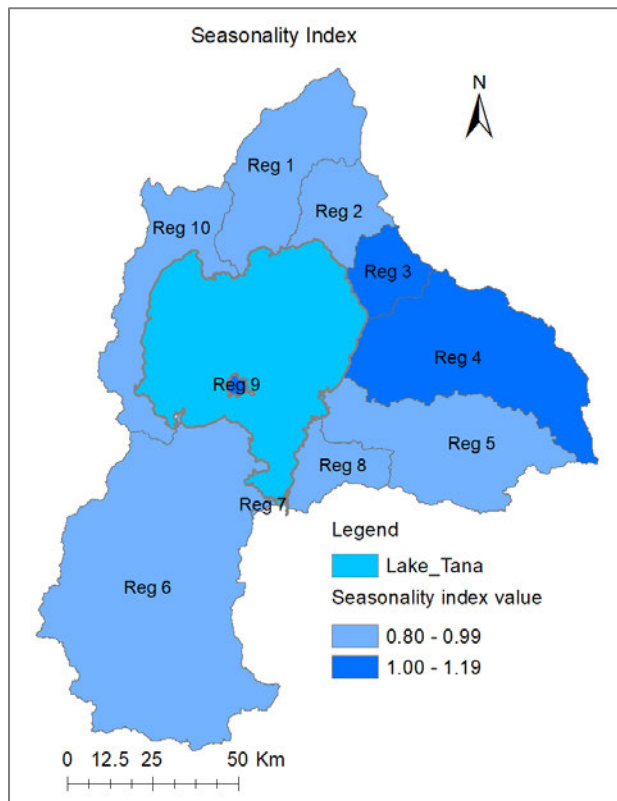 Seasonality Index
N
Reg 1
Reg 2
Reg 10
Reg 3
Reg 4
Reg 9
Reg 5
Reg 8
Reg 7
Reg 6
Legend
Lake_Tana
Seasonality index value
0.80 - 0.99
1.00 - 1.19
0 12.5 25 50 Km